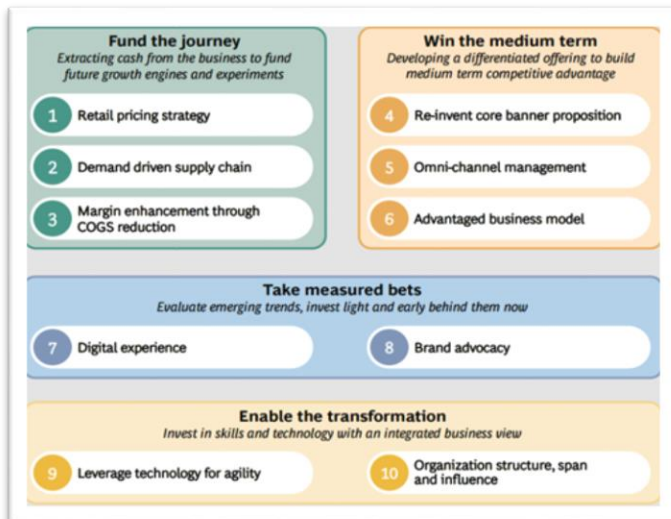 Fund the journey
Extracting cash from the business to fund
future growth engines and experiments
1 Retail pricing strategy
2 Demand driven supply chain
3 Margin enhancement through
COGS reduction
Win the medium term
Developing a differentiated offering to build
medium term competitive advantage
4 Re-invent core banner proposition
5 Omni-channel management
6 Advantaged business model
Take measured bets
Evaluate emerging trends, invest light and early behind them now
7 Digital experience
8 Brand advocacy
Enable the transformation
Invest in skills and technology with an integrated business view
9 Leverage technology for agility
10 Organization structure, span
and influence